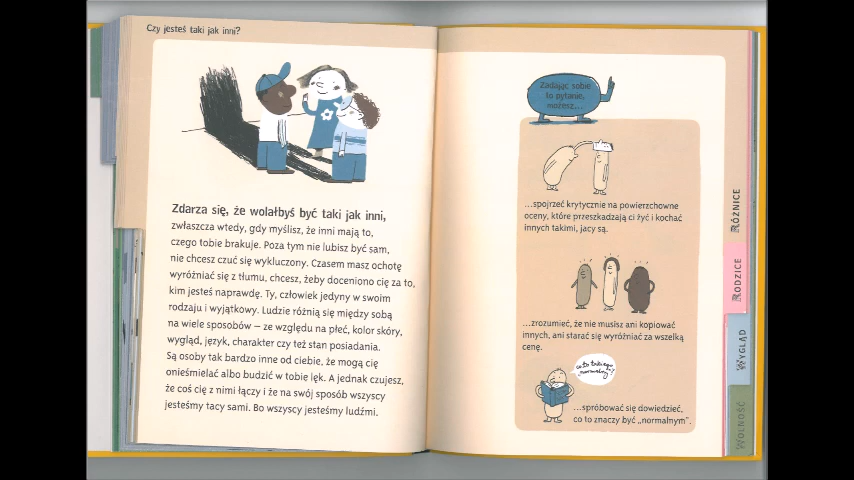 Czy jesteś taki jak inni?
Zdarza się, że wolałbyś być taki jak inni,
zwłaszcza wtedy, gdy myślisz, że inni mają to,
czego tobie brakuje. Poza tym nie lubisz być sam,
nie chcesz czuć się wykluczony. Czasem masz ochotę
wyróżniać się z tłumu, chcesz, żeby doceniono cię za to,
kim jesteś naprawdę. Ty, człowiek jedyny w swoim
rodzaju i wyjątkowy. Ludzie różnią się między sobą
na wiele sposobów – ze względu na płeć, kolor skóry,
wygląd, język, charakter czy też stan posiadania.
Są osoby tak bardzo inne od ciebie, że mogą cię
onieśmielać albo budzić w tobie lęk. A jednak czujesz,
że coś cię z nimi łączy i że na swój sposób wszyscy
jesteśmy tacy sami. Bo wszyscy jesteśmy ludźmi.
Zadając sobie
to pytanie,
możesz...
...spojrzeć krytycznie na powierzchowne
oceny, które przeszkadzają ci żyć i kochać
innych takimi, jacy są.
...zrozumieć, że nie musisz ani kopiować
innych, ani starać się wyróżniać za wszelką
cenę.
co to takiego
„normalny”?
...spróbować się dowiedzieć,
co to znaczy być „normalnym”.
RÓŻNICE
RODZICE
WYGLĄD
WOLNOŚĆ